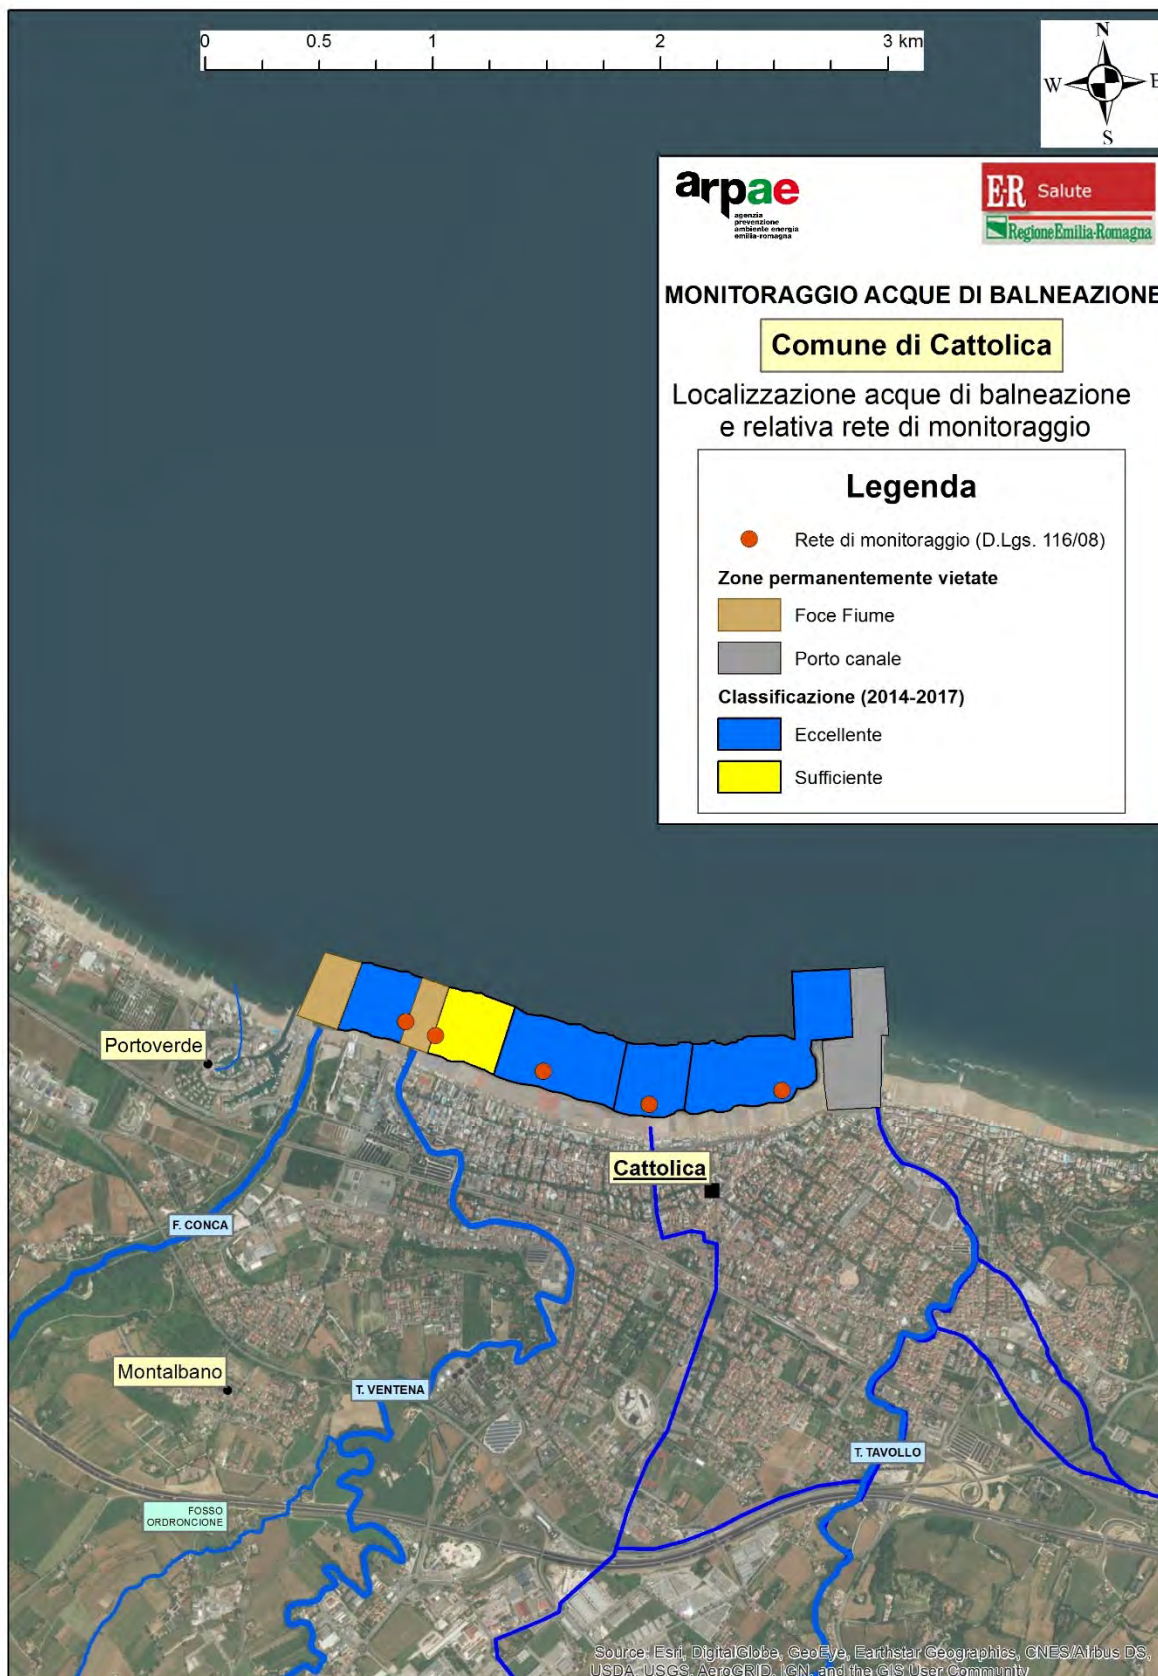 0 0.5 1 2 3 km
N
W E
S
arpae
agenzia
prevenzione
ambiente energia
emilia-romagna
E-R Salute
RegioneEmilia-Romagna
MONITORAGGIO ACQUE DI BALNEAZIONE
Comune di Cattolica
Localizzazione acque di balneazione
e relativa rete di monitoraggio
Legenda
Rete di monitoraggio (D.Lgs. 116/08)
Zone permanentemente vietate
Foce Fiume
Porto canale
Classificazione (2014-2017)
Eccellente
Sufficiente
Portoverde
Cattolica
F. CONCA
Montalbano
T. VENTENA
T. TAVOLLO
FOSSO
ORDRONCIONE
Source: Esri, DigitalGlobe, GeoEye, Earthstar Geographics, CNES/Airbus DS,
USDA, USGS, AeroGRID, IGN, and the GIS User Community